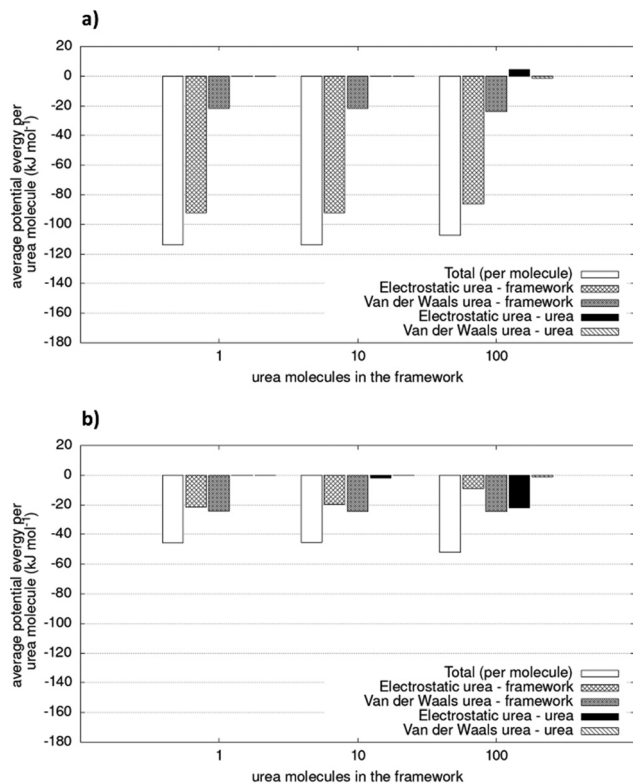 a)
20
0
-20
-40
-60
-80
-100
-120
-140
-160
-180
average potential evergy per
urea molecule (kJ mol-1)
Total (per molecule)
Electrostatic urea - framework
Van der Waals urea - framework
Electrostatic urea - urea
Van der Waals urea - urea
1 10 100
urea molecules in the framework
b)
20
0
-20
-40
-60
-80
-100
-120
-140
-160
-180
average potential evergy per
urea molecule (kJ mol-1)
Total (per molecule)
Electrostatic urea - framework
Van der Waals urea - framework
Electrostatic urea - urea
Van der Waals urea - urea
1 10 100
urea molecules in the framework